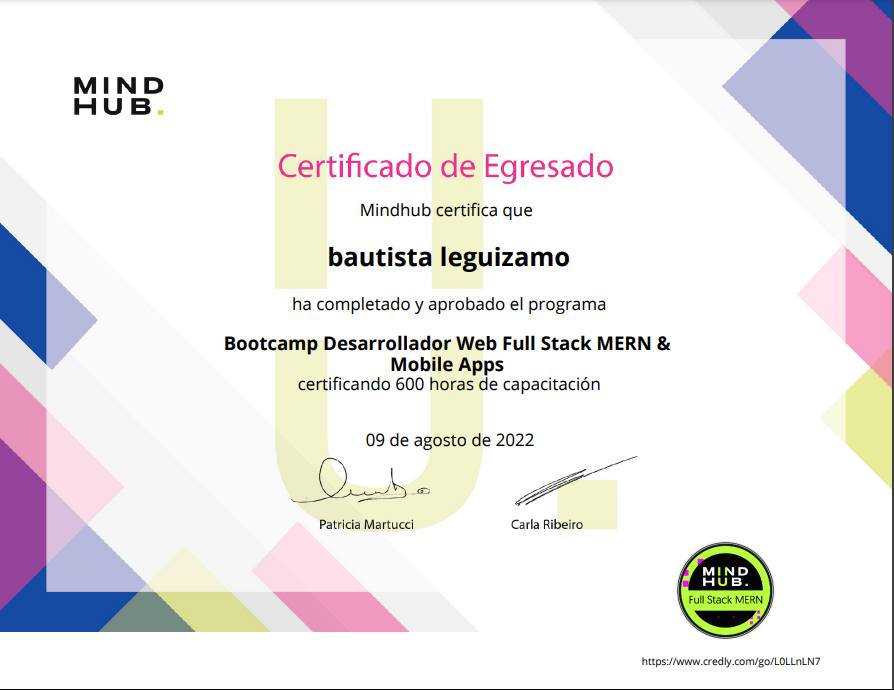 MIND
HUB.
Certificado de Egresado
Mindhub certifica que
bautista leguizamo
ha completado y aprobado el programa
Bootcamp Desarrollador Web Full Stack MERN &
Mobile Apps
certificando 600 horas de capacitación
09 de agosto de 2022
Patricia Martucci
Carla Ribeiro
MIND
HUB.
Full Stack MERN
https://www.credly.com/go/L0LLnLN7